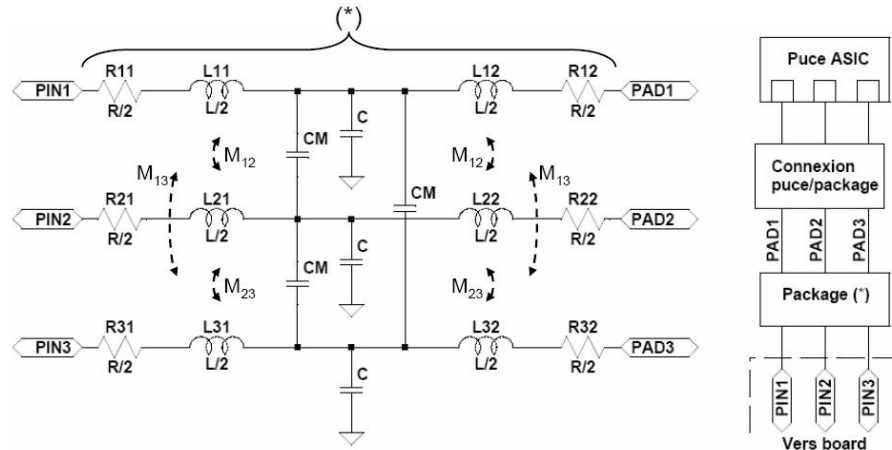 (*)
R11
L11
L12
R12
PIN1
R/2
L/2
C
L/2
R/2
PAD1
CM
M12
M12
M13
M13
CM
R21
L21
L22
R22
PIN2
R/2
L/2
C
L/2
R/2
PAD2
CM
M23
M23
R31
L31
L32
R32
PIN3
R/2
L/2
C
L/2
R/2
PAD3
Puce ASIC
Connexion
puce/package
PAD1
PAD2
PAD3
Package (*)
PIN1
PIN2
PIN3
Vers board